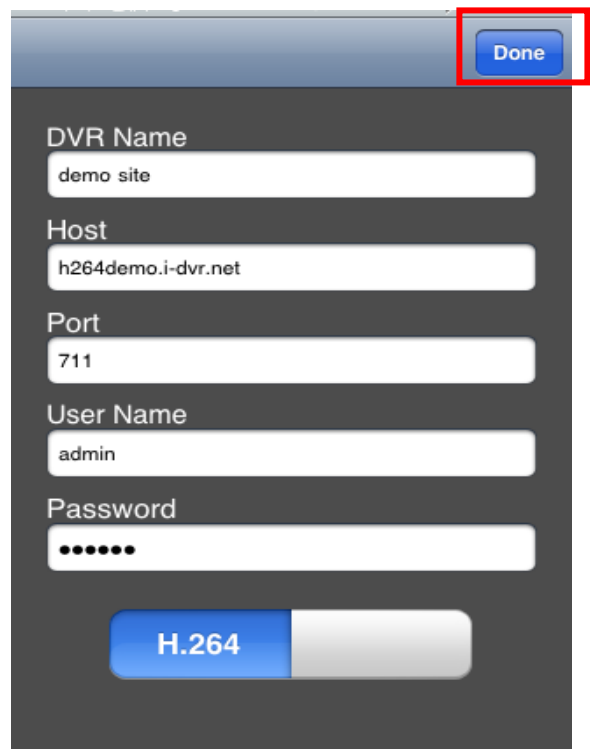 Done
DVR Name
demo site
Host
h264demo.i-dvr.net
Port
711
User Name
admin
Password
••••••
H.264